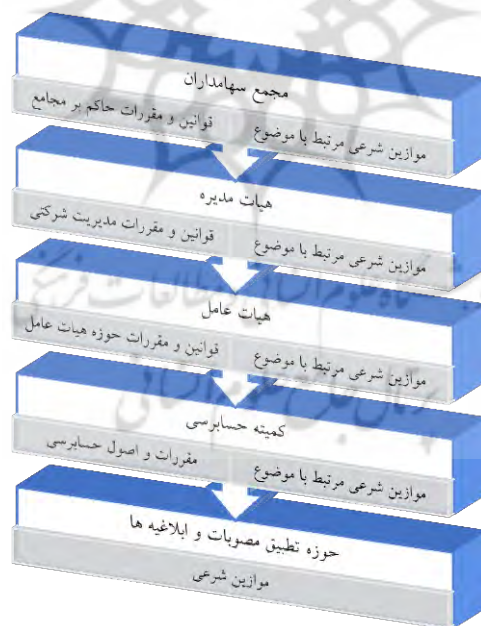 مجمع سهامداران
موازین شرعی مرتبط با موضوع
قوانین و مقررات حاکم بر مجامع
هیات مدیره
موازین شرعی مرتبط با موضوع
قوانین و مقررات مدیریت شرکتی
هیات عامل
موازین شرعی مرتبط با موضوع
قوانین و مقررات حوزه هیات عامل
کمیته حسابرسی
موازین شرعی مرتبط با موضوع
مقررات و اصول حسابرسی
حوزه تطبیق مصوبات و ابلاغیه ها
موازین شرعی